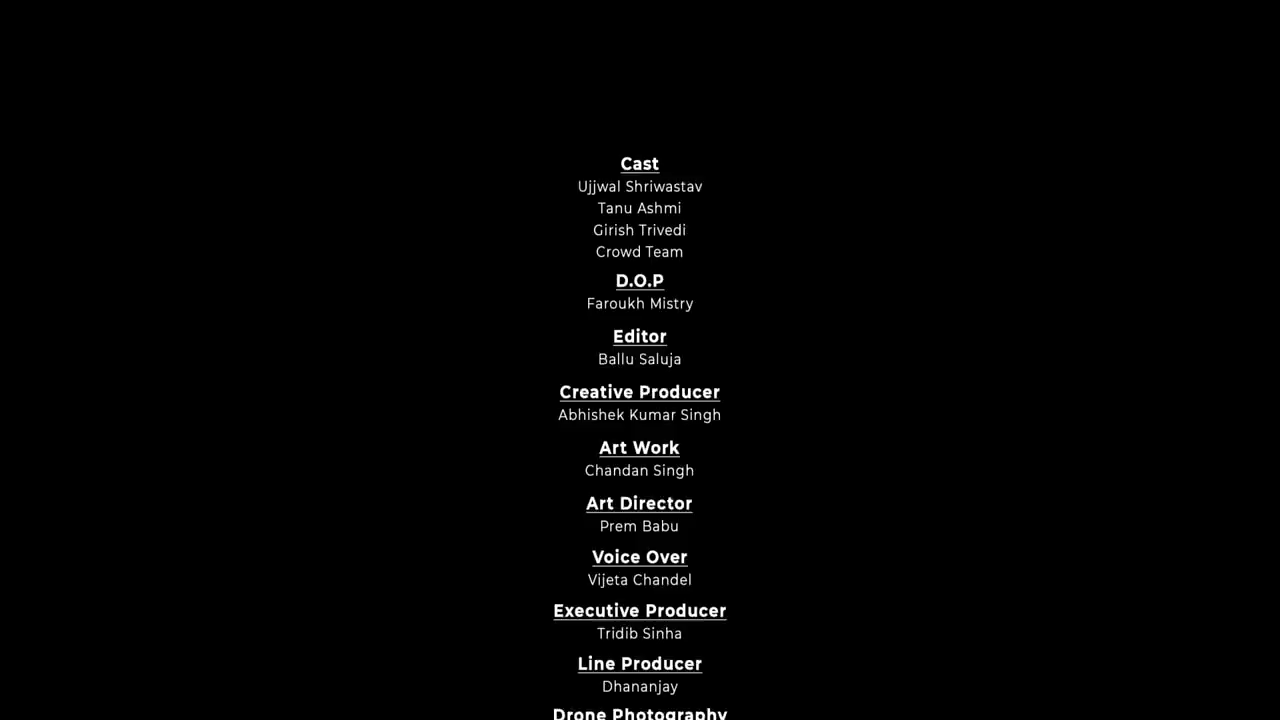 Cast
Ujjwal Shriwastav
Tanu Ashmi
Girish Trivedi
Crowd Team
D.O.P
Faroukh Mistry
Editor
Ballu Saluja
Creative Producer
Abhishek Kumar Singh
Art Work
Chandan Singh
Art Director
Prem Babu
Voice Over
Vijeta Chandel
Executive Producer
Tridib Sinha
Line Producer
Dhananjay
Drone Photography